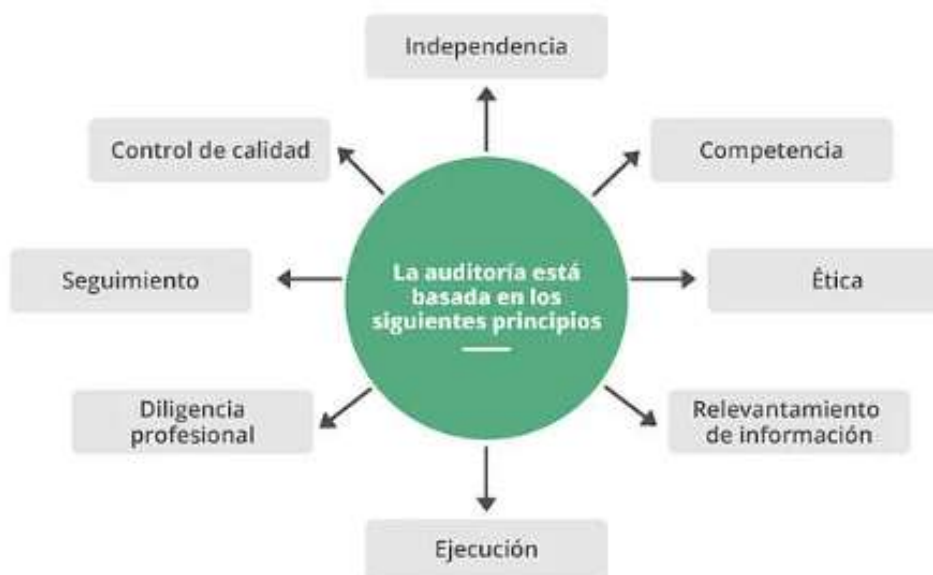 Independencia
Control de calidad
Competencia
La auditoría está
basada en los
siguientes principios
Seguimiento
Ética
Diligencia
profesional
Relevantamiento
de información
Ejecución